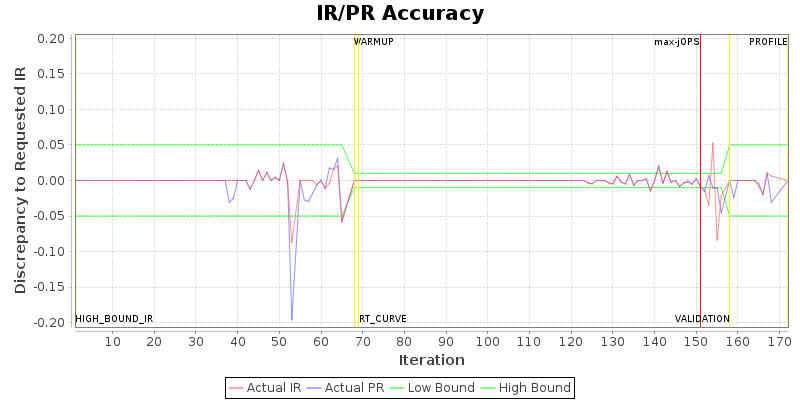 IR/PR Accuracy
Discrepancy to Requested IR
0.20
0.15
0.10
0.05
0.00
-0.05
-0.10
-0.15
-0.20
WARMUP
max-jOPS
PROFILE
HIGH_BOUND_IR
RT_CURVE
VALIDATION
10 20 30 40 50 60 70 80 90 100 110 120 130 140 150 160 170
Iteration
Actual IR Actual PR Low Bound High Bound